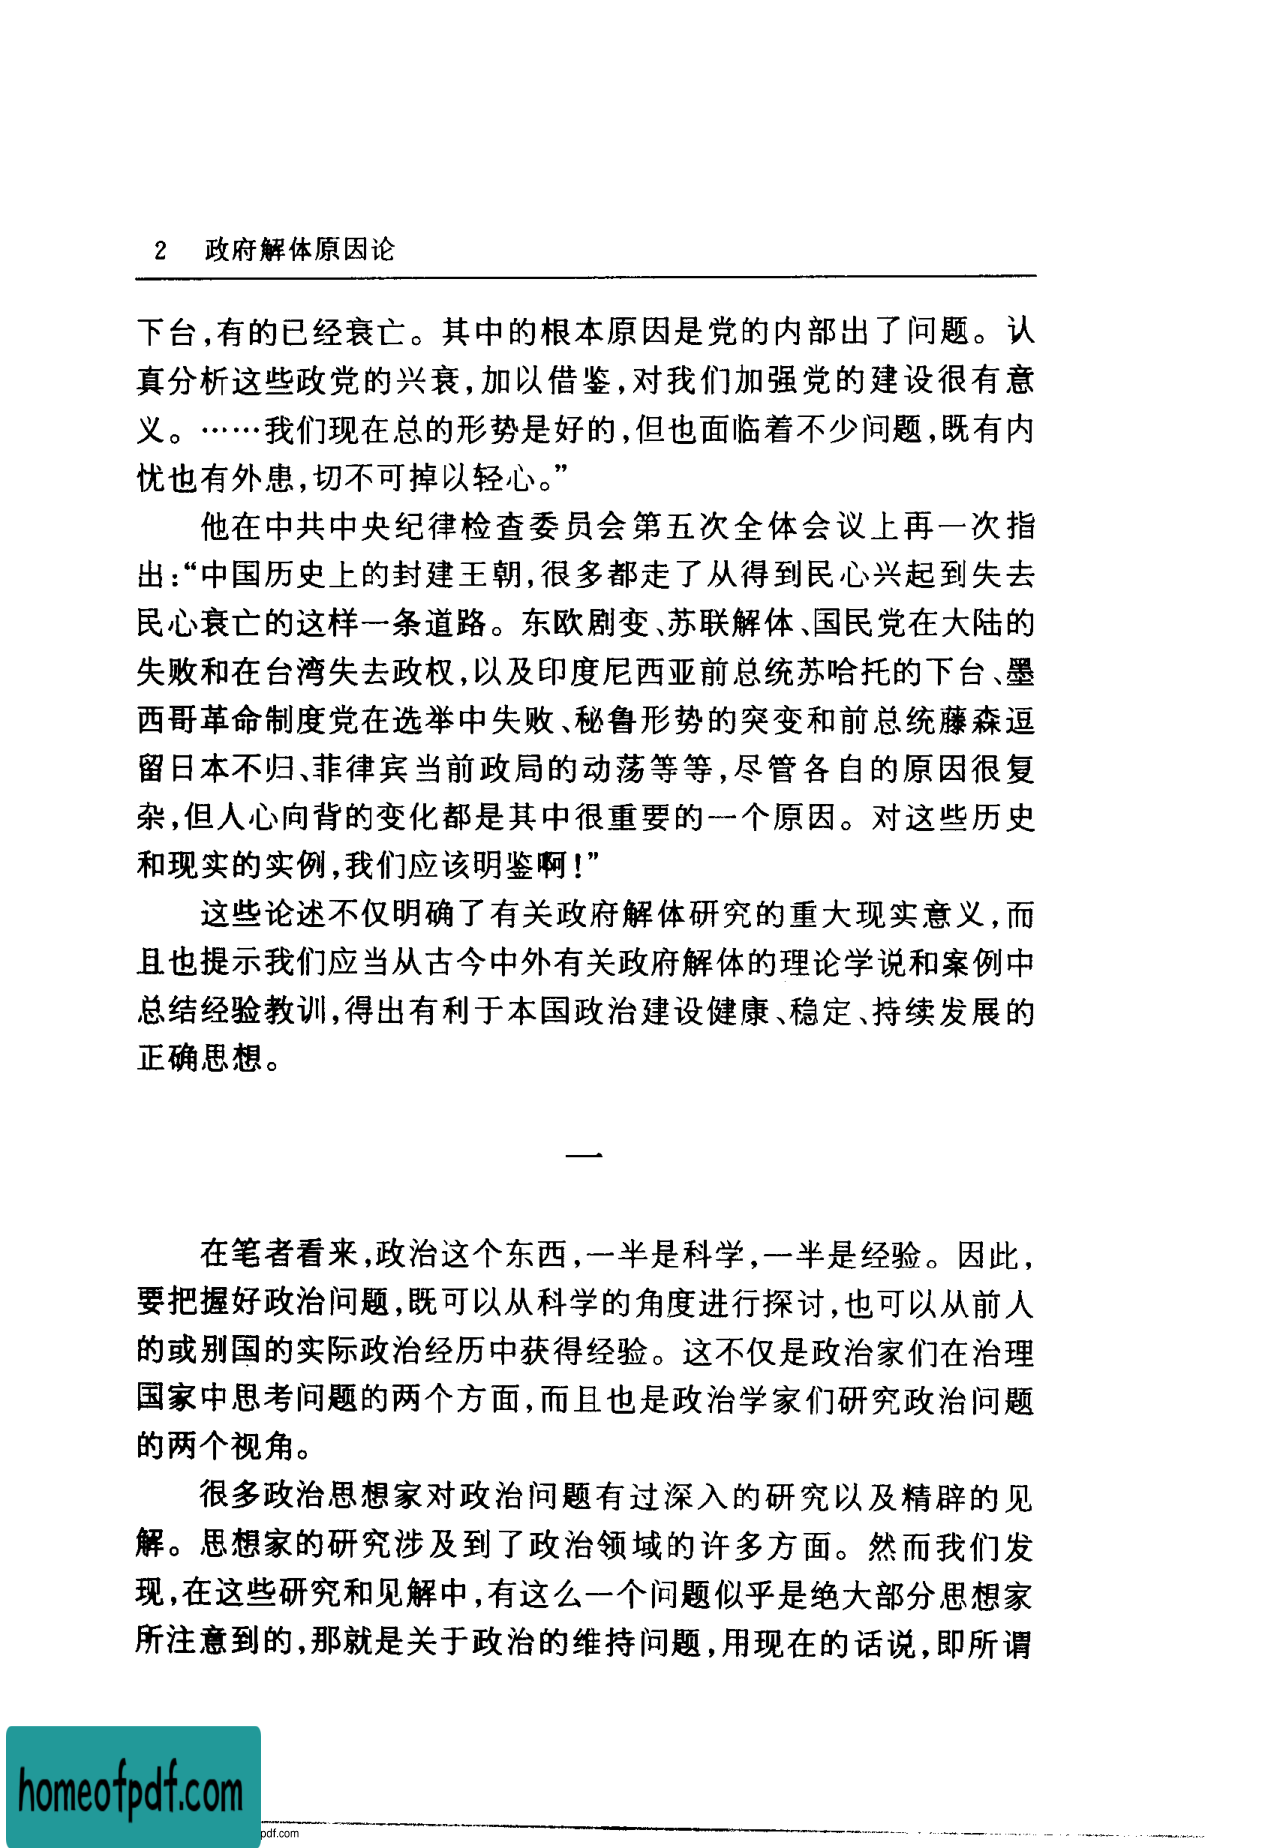 2 政府解体原因论
下台,有的已经衰亡。其中的根本原因是党的内部出了问题。认
真分析这些政党的兴衰,加以借鉴,对我们加强党的建设很有意
义。……我们现在总的形势是好的,但也面临着不少问题,既有内
忧也有外患,切不可掉以轻心。”
他在中共中央纪律检查委员会第五次全体会议上再一次指
出:“中国历史上的封建王朝,很多都走了从得到民心兴起到失去
民心衰亡的这样一条道路。东欧剧变、苏联解体、国民党在大陆的
失败和在台湾失去政权,以及印度尼西亚前总统苏哈托的下台、墨
西哥革命制度党在选举中失败、秘鲁形势的突变和前总统藤森逗
留日本不归、菲律宾当前政局的动荡等等,尽管各自的原因很复
杂,但人心向背的变化都是其中很重要的一个原因。对这些历史
和现实的实例,我们应该明鉴啊!”
这些论述不仅明确了有关政府解体研究的重大现实意义,而
且也提示我们应当从古今中外有关政府解体的理论学说和案例中
总结经验教训,得出有利于本国政治建设健康、稳定、持续发展的
正确思想。
一
在笔者看来,政治这个东西,一半是科学,一半是经验。因此,
要把握好政治问题,既可以从科学的角度进行探讨,也可以从前人
的或别国的实际政治经历中获得经验。这不仅是政治家们在治理
国家中思考问题的两个方面,而且也是政治学家们研究政治问题
的两个视角。
很多政治思想家对政治问题有过深入的研究以及精辟的见
解。思想家的研究涉及到了政治领域的许多方面。然而我们发
现,在这些研究和见解中,有这么一个问题似乎是绝大部分思想家
所注意到的,那就是关于政治的维持问题,用现在的话说,即所谓
homeofpdf.com
pdf.com